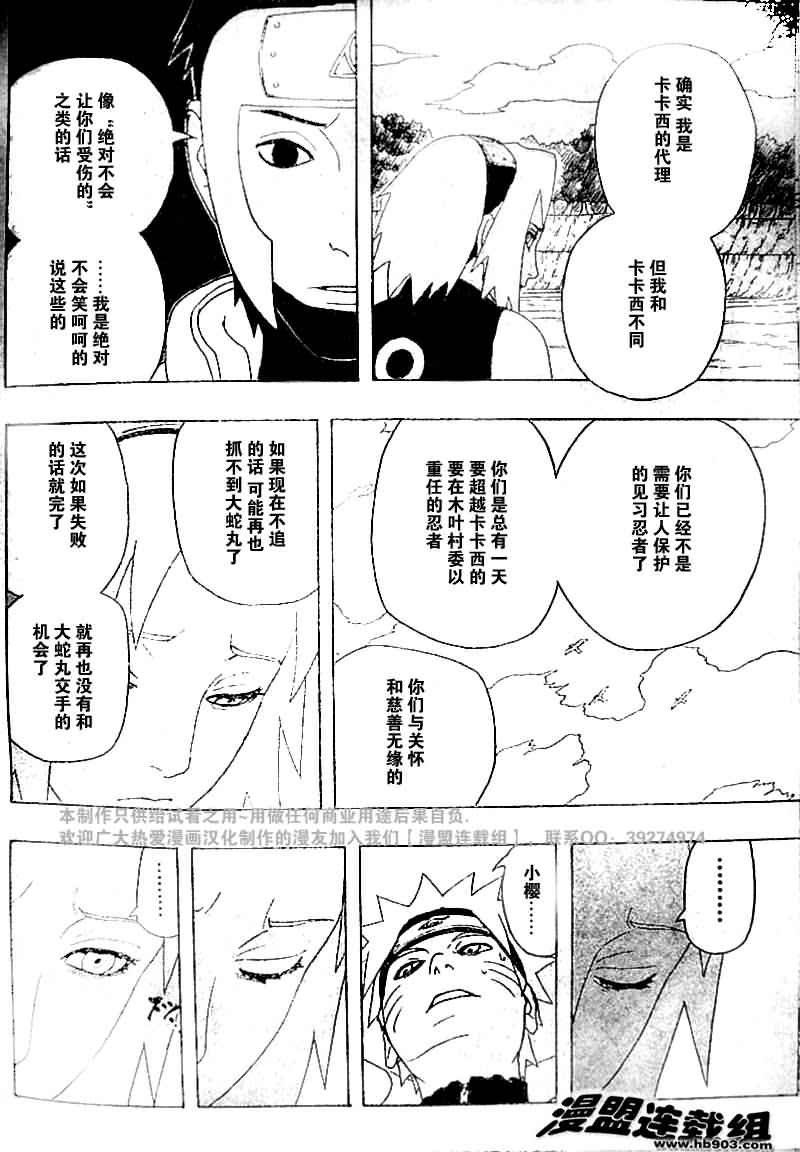 确实 我是
卡卡西的代理
但我和
卡卡西不同
像“绝对不会
让你们受伤的”
之类的话
……我是绝对
不会笑呵呵的
说这些的
你们已经不是
需要让人保护
的见习忍者了
你们是总有一天
要超越卡卡西的
要在木叶村委以
重任的忍者
你们与关怀
和慈善无缘的
如果现在不追
的话 可能再也
抓不到大蛇丸了
这次如果失败
的话就完了
就再也没有和
大蛇丸交手的
机会了
本制作只供给试看之用~用做任何商业用途后果自负.
欢迎广大热爱漫画汉化制作的漫友加入我们【漫盟连载组】. 联系QQ: 39274974
………
小樱……
………
漫盟连载组
www.hb903.com